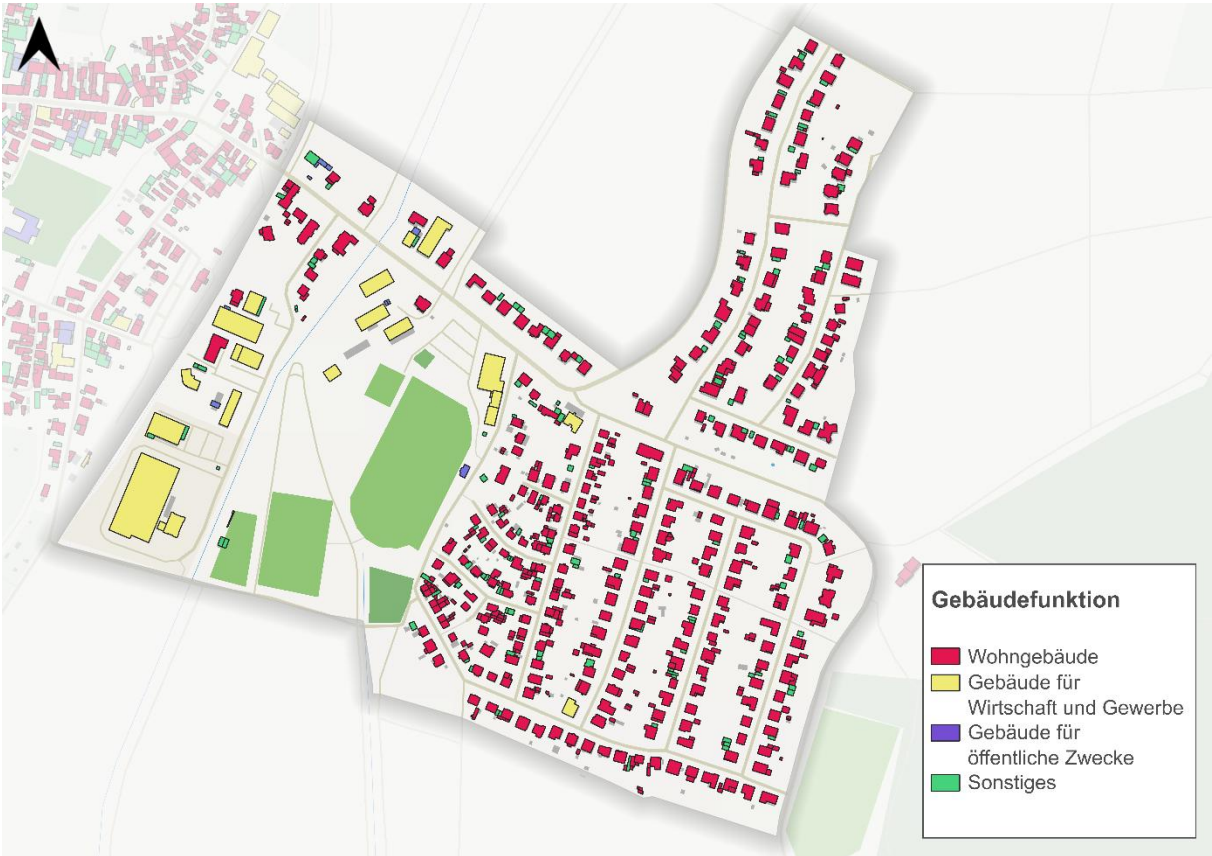 Gebäudefunktion
Wohngebäude
Gebäude für
Wirtschaft und Gewerbe
Gebäude für
öffentliche Zwecke
Sonstiges